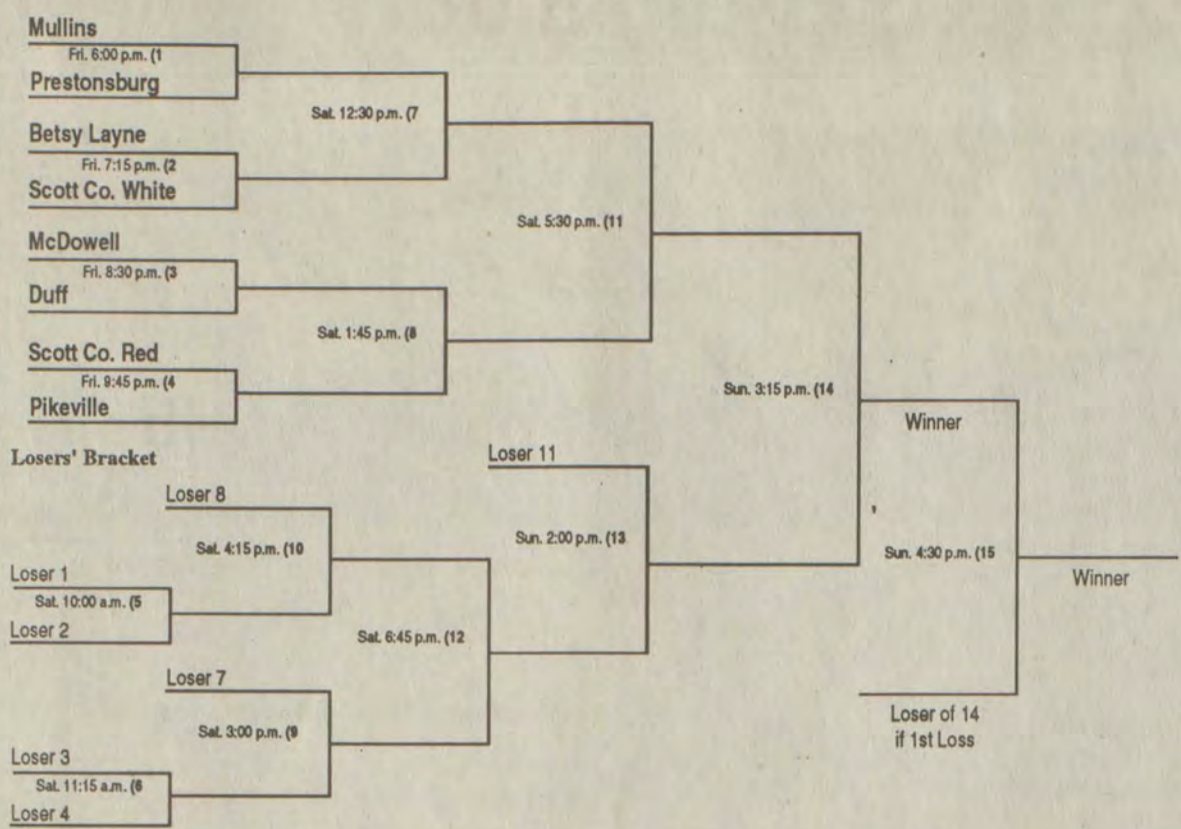 Mullins
Fri. 6:00 p.m. (1
Prestonsburg
Sat. 12:30 p.m. (7
Betsy Layne
Fri. 7:15 p.m. (2
Scott Co. White
Sat. 5:30 p.m. (11
McDowell
Fri. 8:30 p.m. (3
Duff
Sat. 1:45 p.m. (8
Scott Co. Red
Fri. 9:45 p.m. (4
Pikeville
Sun. 3:15 p.m. (14
Winner
Losers' Bracket
Loser 11
Loser 8
Sat. 4:15 p.m. (10
Sun. 2:00 p.m. (13
Sun. 4:30 p.m. (15
Winner
Loser 1
Sat. 10:00 a.m. (5
Loser 2
Sat. 6:45 p.m. (12
Loser 7
Sat. 3:00 p.m. (9
Loser of 14
if 1st Loss
Loser 3
Sat. 11:15 a.m. (6
Loser 4